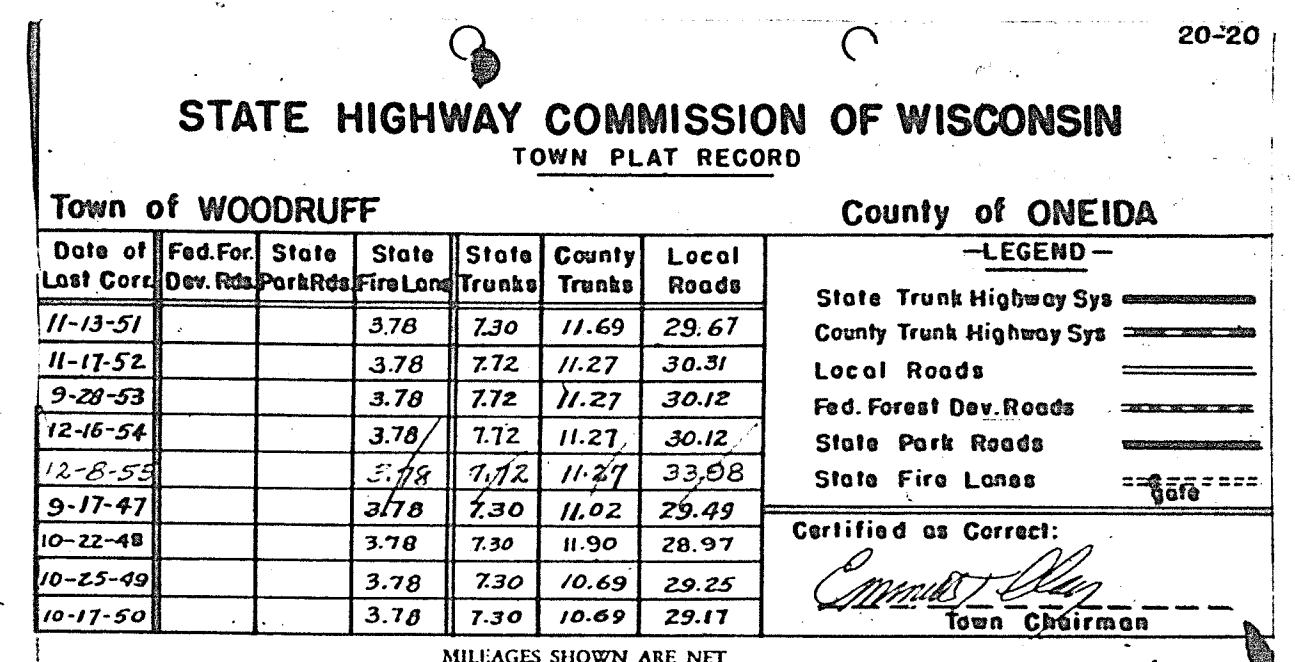 20-20
STATE HIGHWAY COMMISSION OF WISCONSIN
TOWN PLAT RECORD
Town of WOODRUFF County of ONEIDA
Date of Last Corr. Fed. For. Dev. Rds. State Park Rds. State Fire Lane State Trunks County Trunks Local Roads
11-13-51 3.78 7.30 11.69 29.67
11-17-52 3.78 7.72 11.27 30.31
9-28-53 3.78 7.72 11.27 30.12
12-16-54 3.78 7.72 11.27 30.12
12-8-55 3.78 7.72 11.27 33.98
9-17-47 3.78 7.30 11.02 29.49
10-22-48 3.78 7.30 11.90 28.97
10-25-49 3.78 7.30 10.69 29.25
10-17-50 3.78 7.30 10.69 29.17
—LEGEND—
State Trunk Highway Sys
County Trunk Highway Sys
Local Roads
Fed. Forest Dev. Roads
State Park Roads
State Fire Lanes
Gate
Certified as Correct:
Town Chairman
MILEAGES SHOWN ARE NET